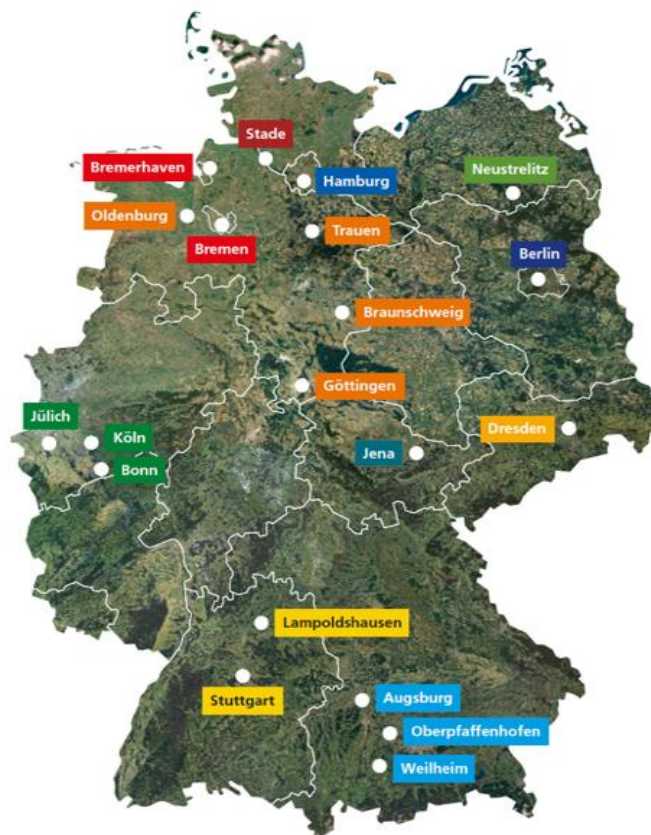 Stade
Bremerhaven
Neustrelitz
Hamburg
Oldenburg
Trauen
Bremen
Berlin
Braunschweig
Göttingen
Jülich
Köln
Dresden
Jena
Bonn
Lampoldshausen
Stuttgart
Augsburg
Oberpfaffenhofen
Weilheim